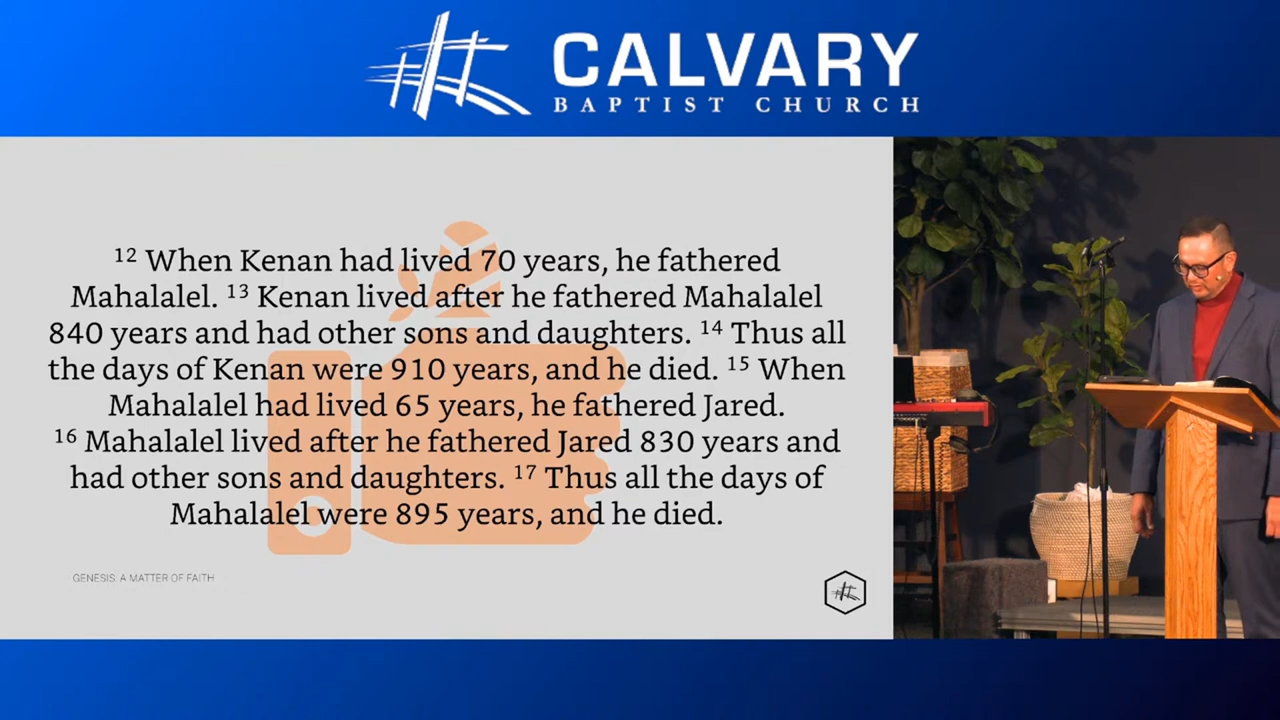 CALVARY
BAPTIST CHURCH
¹² When Kenan had lived 70 years, he fathered
Mahalalel. ¹³ Kenan lived after he fathered Mahalalel
840 years and had other sons and daughters. ¹⁴ Thus all
the days of Kenan were 910 years, and he died. ¹⁵ When
Mahalalel had lived 65 years, he fathered Jared.
¹⁶ Mahalalel lived after he fathered Jared 830 years and
had other sons and daughters. ¹⁷ Thus all the days of
Mahalalel were 895 years, and he died.
GENESIS: A MATTER OF FAITH